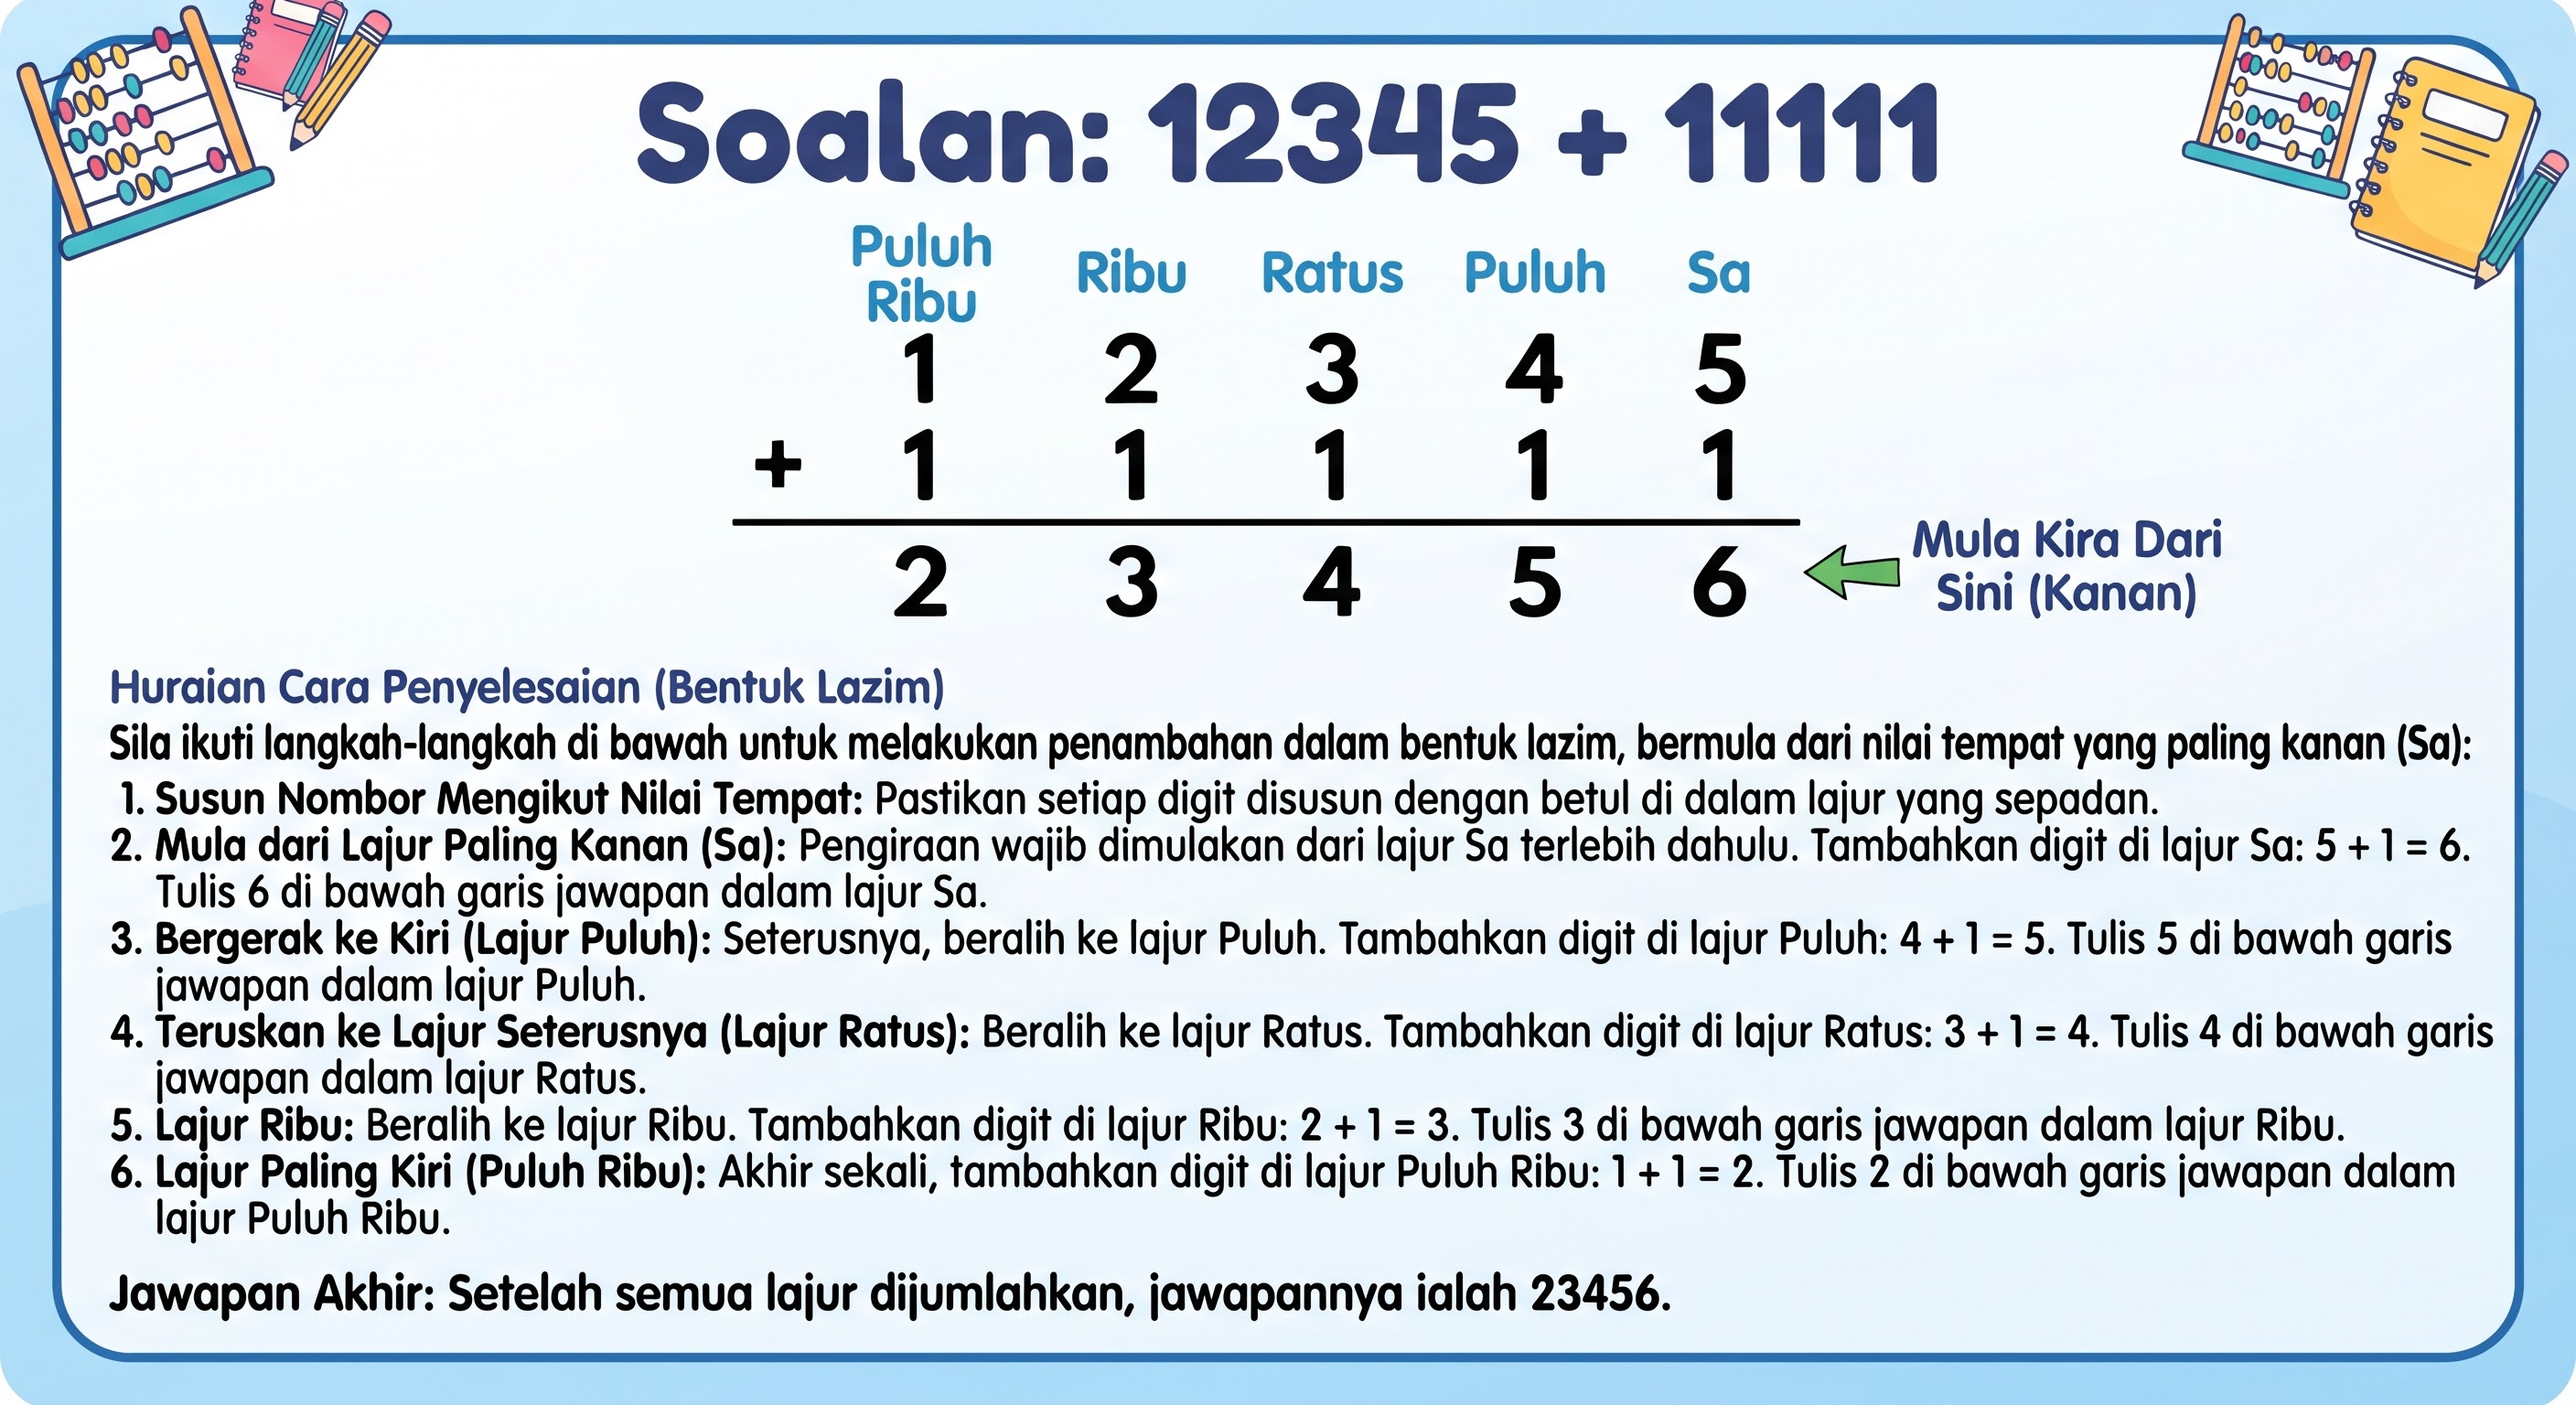 Soalan: 12345 + 11111
Puluh
Ribu
Ribu
Ratus
Puluh
Sa
1 2 3 4 5
+ 1 1 1 1 1
2 3 4 5 6
Mula Kira Dari
Sini (Kanan)
Huraian Cara Penyelesaian (Bentuk Lazim)
Sila ikuti langkah-langkah di bawah untuk melakukan penambahan dalam bentuk lazim, bermula dari nilai tempat yang paling kanan (Sa):
1. Susun Nombor Mengikut Nilai Tempat: Pastikan setiap digit disusun dengan betul di dalam lajur yang sepadan.
2. Mula dari Lajur Paling Kanan (Sa): Pengiraan wajib dimulakan dari lajur Sa terlebih dahulu. Tambahkan digit di lajur Sa: 5 + 1 = 6.
Tulis 6 di bawah garis jawapan dalam lajur Sa.
3. Bergerak ke Kiri (Lajur Puluh): Seterusnya, beralih ke lajur Puluh. Tambahkan digit di lajur Puluh: 4 + 1 = 5. Tulis 5 di bawah garis
jawapan dalam lajur Puluh.
4. Teruskan ke Lajur Seterusnya (Lajur Ratus): Beralih ke lajur Ratus. Tambahkan digit di lajur Ratus: 3 + 1 = 4. Tulis 4 di bawah garis
jawapan dalam lajur Ratus.
5. Lajur Ribu: Beralih ke lajur Ribu. Tambahkan digit di lajur Ribu: 2 + 1 = 3. Tulis 3 di bawah garis jawapan dalam lajur Ribu.
6. Lajur Paling Kiri (Puluh Ribu): Akhir sekali, tambahkan digit di lajur Puluh Ribu: 1 + 1 = 2. Tulis 2 di bawah garis jawapan dalam
lajur Puluh Ribu.
Jawapan Akhir: Setelah semua lajur dijumlahkan, jawapannya ialah 23456.